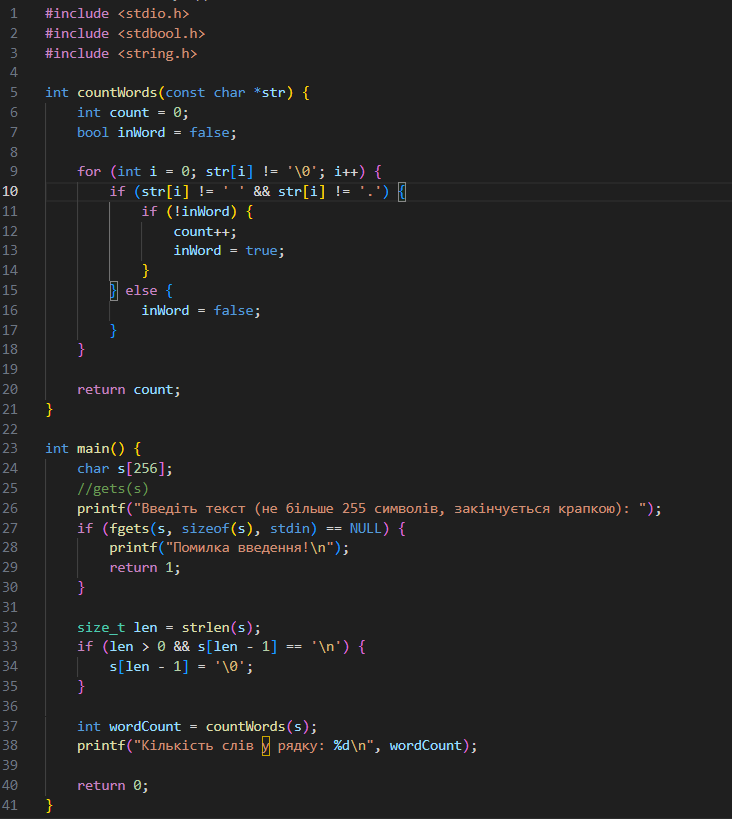 1 #include <stdio.h>
2 #include <stdbool.h>
3 #include <string.h>
4
5 int countWords(const char *str) {
6     int count = 0;
7     bool inWord = false;
8
9     for (int i = 0; str[i] != '\0'; i++) {
10         if (str[i] != ' ' && str[i] != '.') {
11             if (!inWord) {
12                 count++;
13                 inWord = true;
14             }
15         } else {
16             inWord = false;
17         }
18     }
19
20     return count;
21 }
22
23 int main() {
24     char s[256];
25     //gets(s)
26     printf("Введіть текст (не більше 255 символів, закінчується крапкою): ");
27     if (fgets(s, sizeof(s), stdin) == NULL) {
28         printf("Помилка введення!\n");
29         return 1;
30     }
31
32     size_t len = strlen(s);
33     if (len > 0 && s[len - 1] == '\n') {
34         s[len - 1] = '\0';
35     }
36
37     int wordCount = countWords(s);
38     printf("Кількість слів у рядку: %d\n", wordCount);
39
40     return 0;
41 }